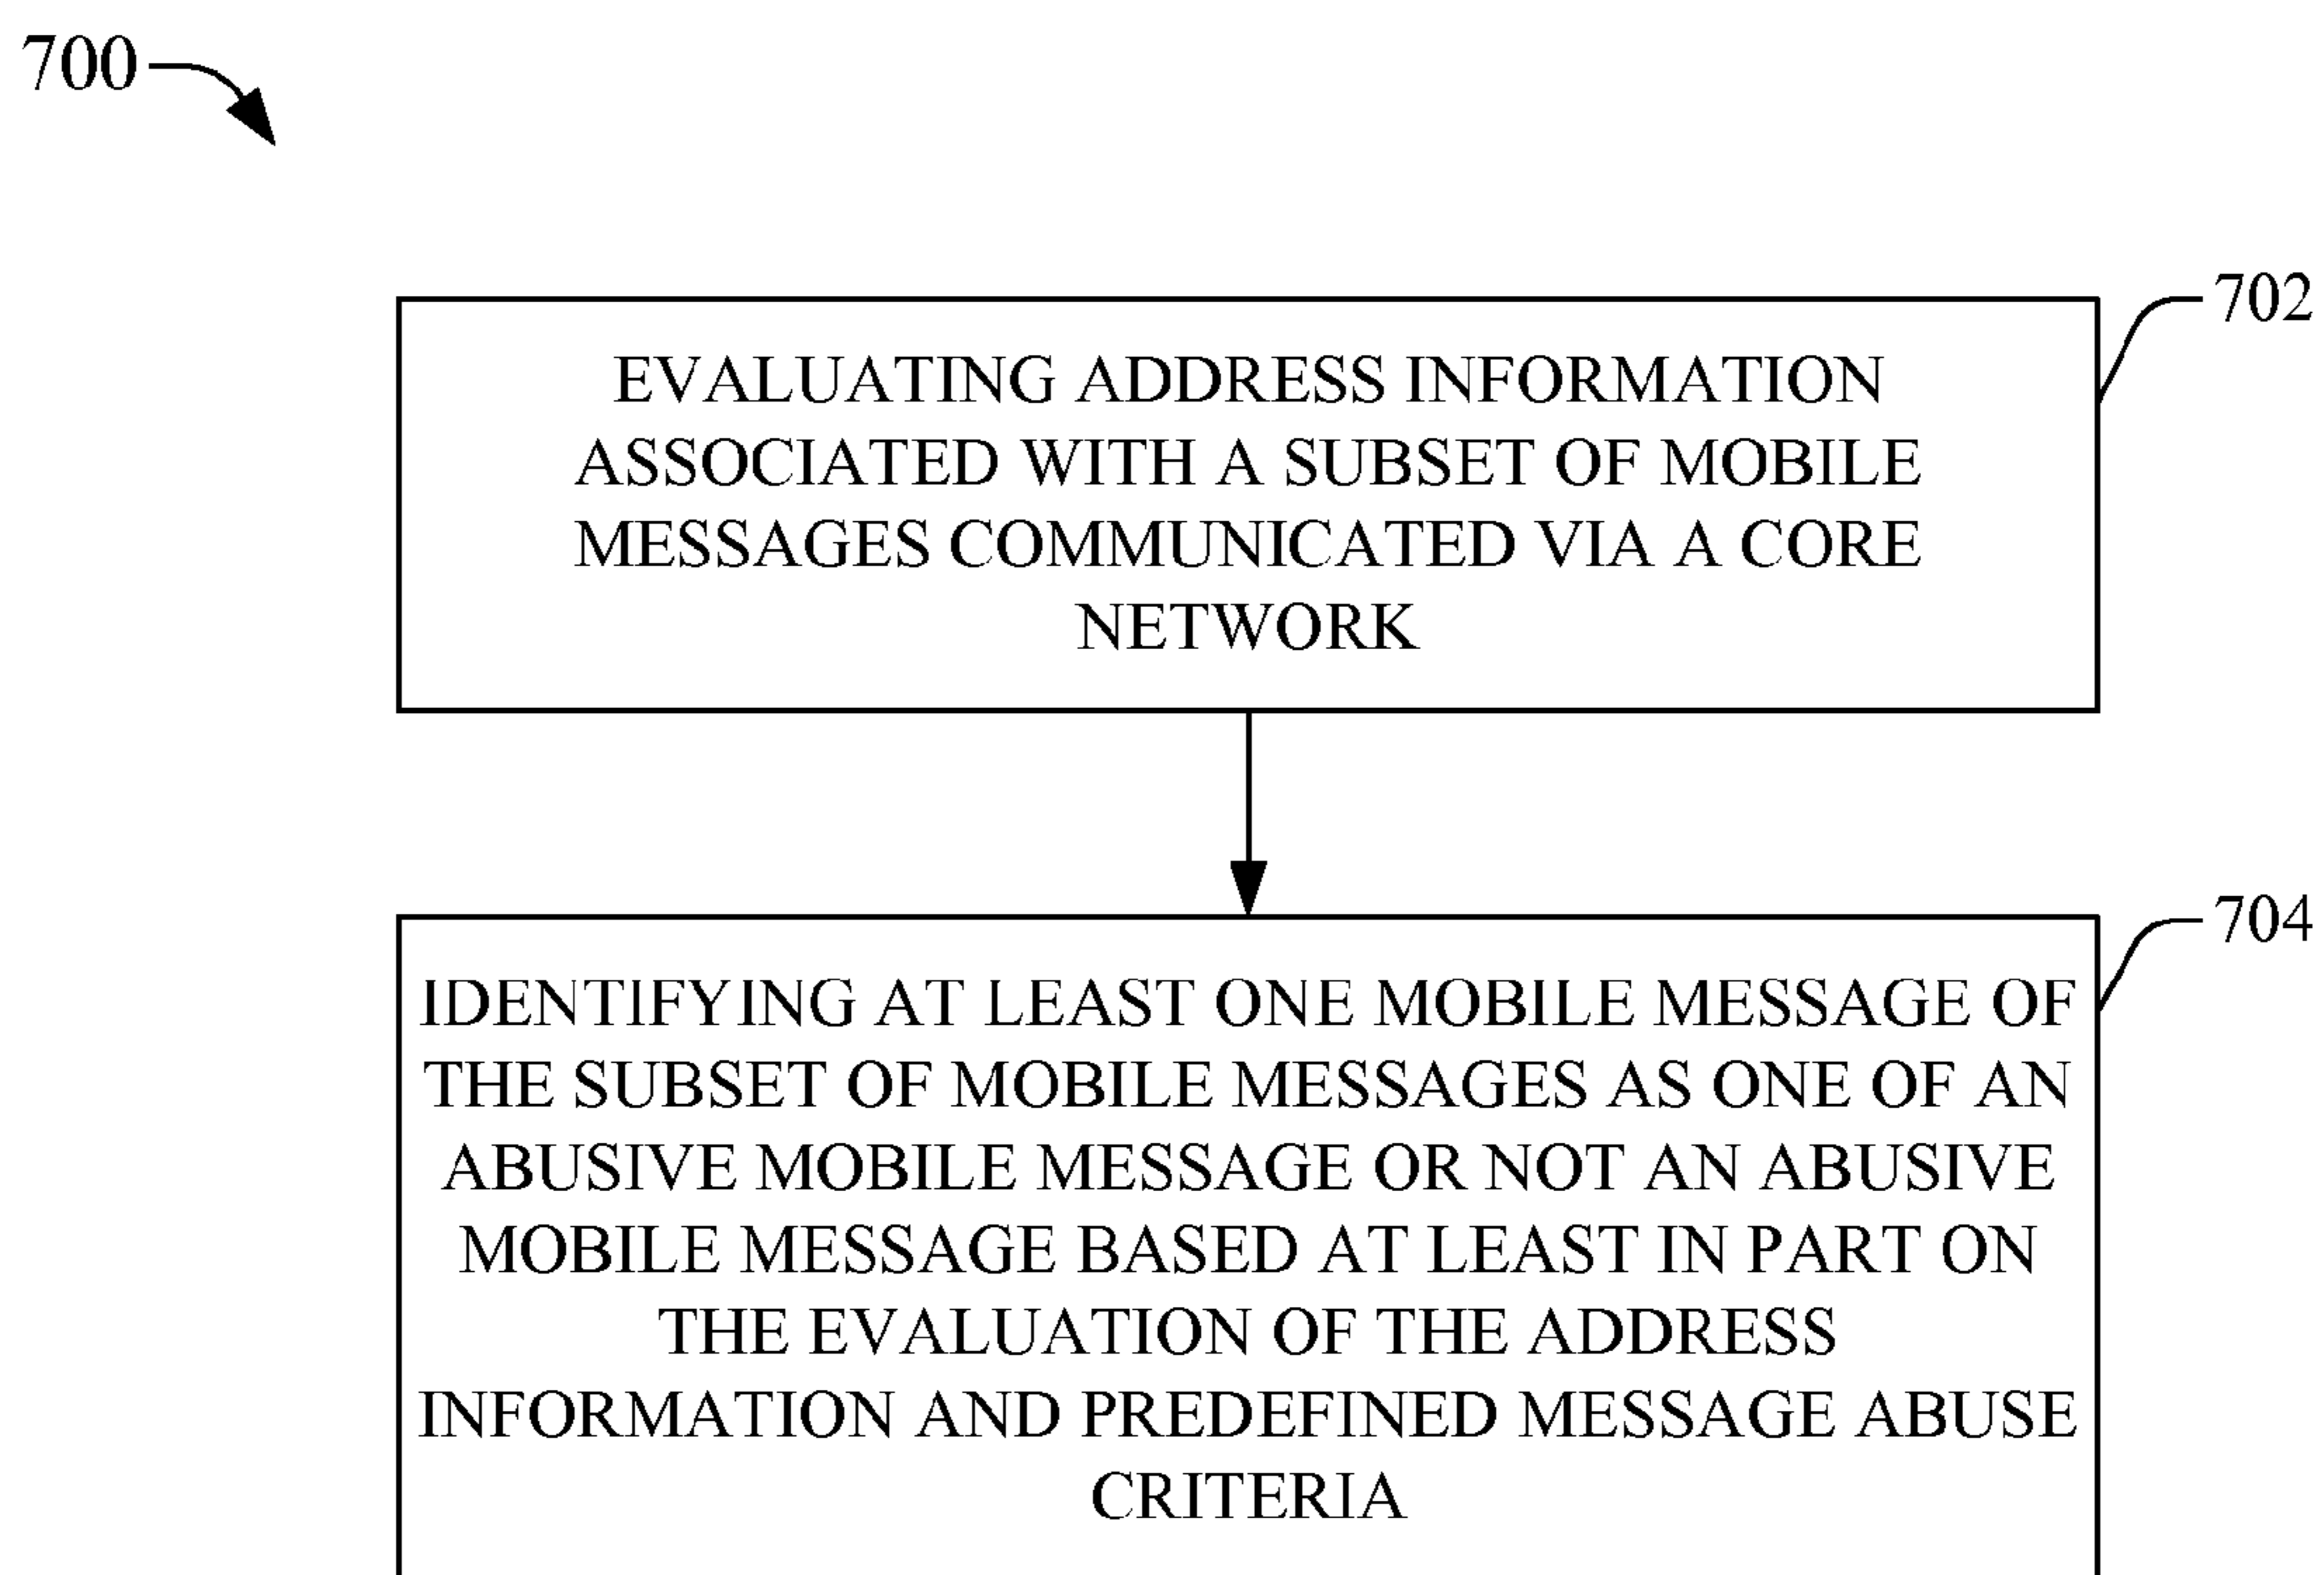 700
702
EVALUATING ADDRESS INFORMATION
ASSOCIATED WITH A SUBSET OF MOBILE
MESSAGES COMMUNICATED VIA A CORE
NETWORK
704
IDENTIFYING AT LEAST ONE MOBILE MESSAGE OF
THE SUBSET OF MOBILE MESSAGES AS ONE OF AN
ABUSIVE MOBILE MESSAGE OR NOT AN ABUSIVE
MOBILE MESSAGE BASED AT LEAST IN PART ON
THE EVALUATION OF THE ADDRESS
INFORMATION AND PREDEFINED MESSAGE ABUSE
CRITERIA